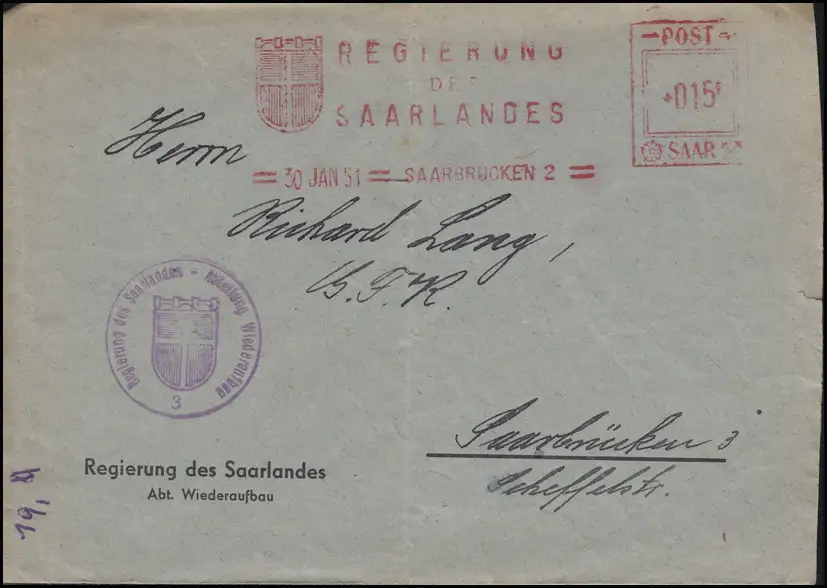 REGIERUNG
DES
SAARLANDES
— POST —
015F
SAAR
= 30 JAN 51 = SAARBRÜCKEN 2 =
Herrn
Richard Lang,
G.F.K.
Regierung des Saarlandes - Abteilung Wiederaufbau
3
Saarbrücken 3
Scheffelstr.
Regierung des Saarlandes
Abt. Wiederaufbau